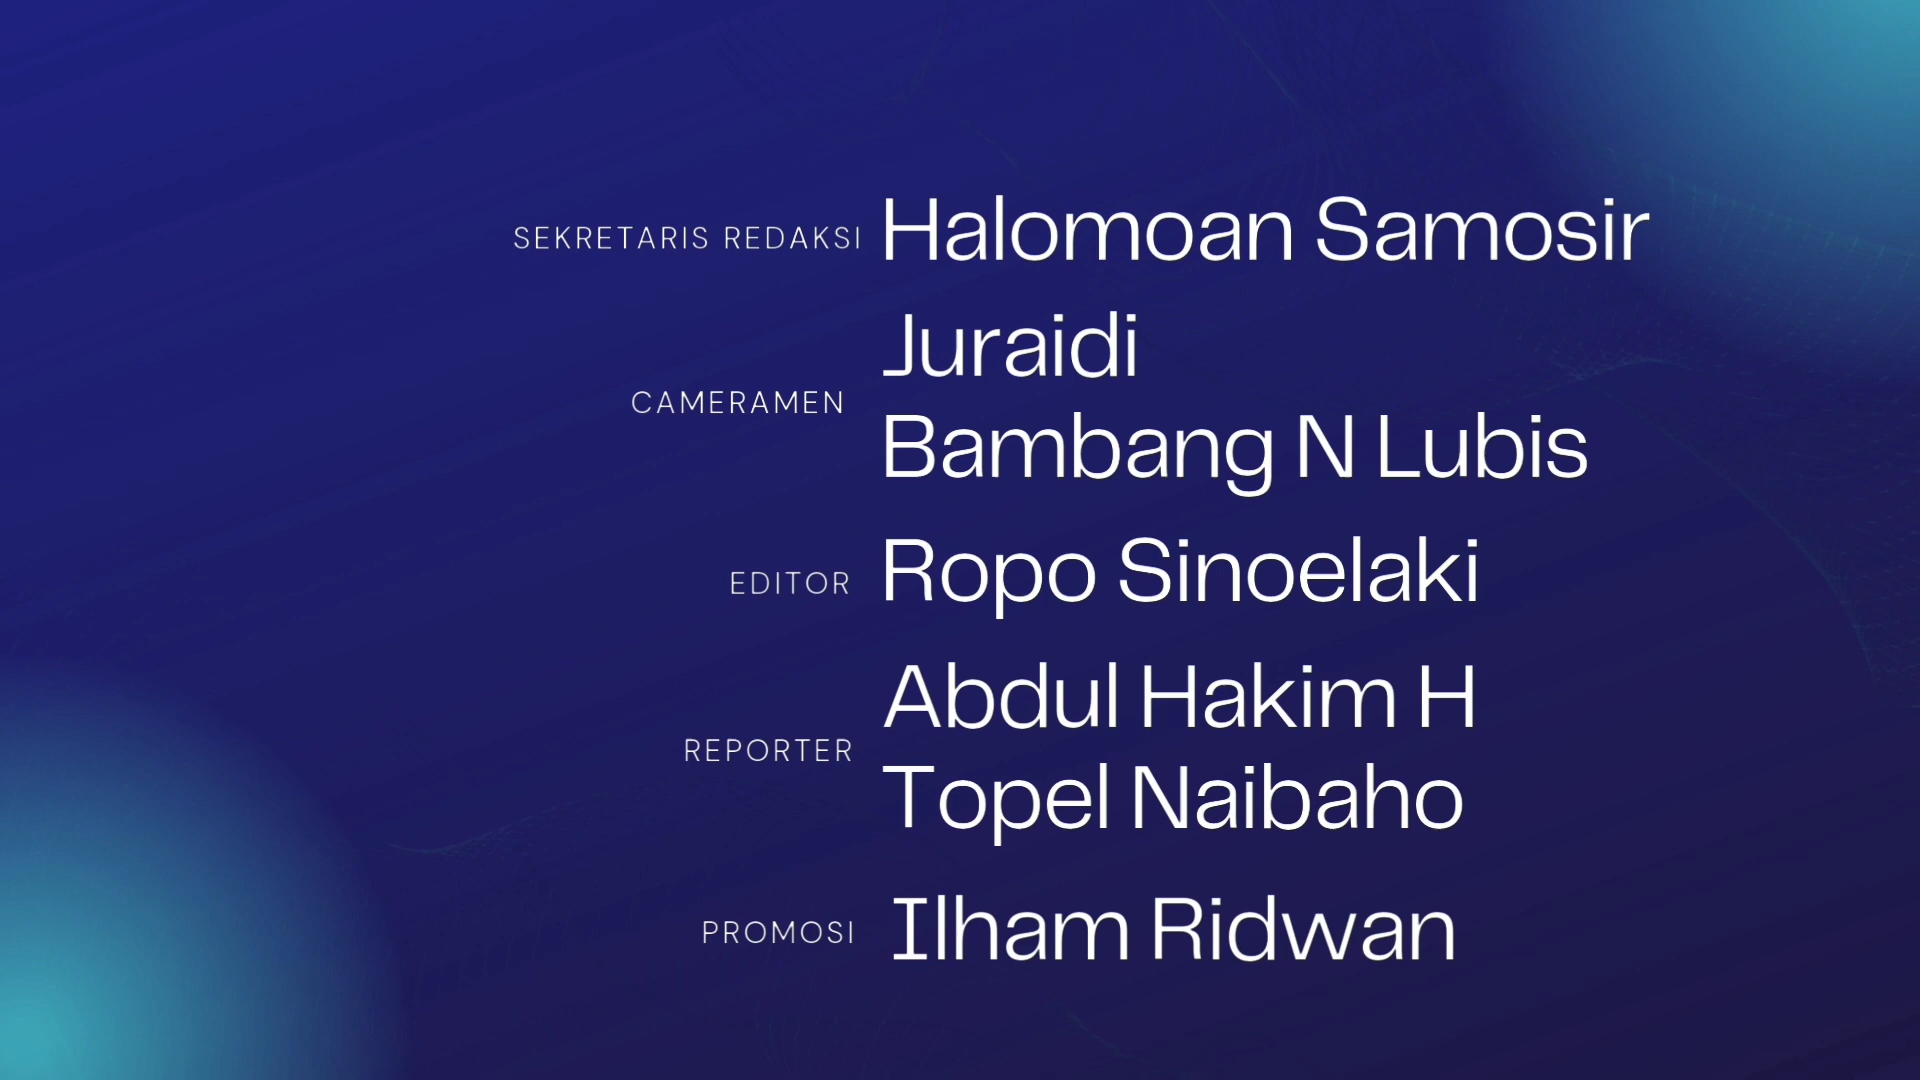 SEKRETARIS REDAKSI Halomoan Samosir
Juraidi
CAMERAMEN
Bambang N Lubis
EDITOR Ropo Sinoelaki
Abdul Hakim H
REPORTER
Topel Naibaho
PROMOSI Ilham Ridwan